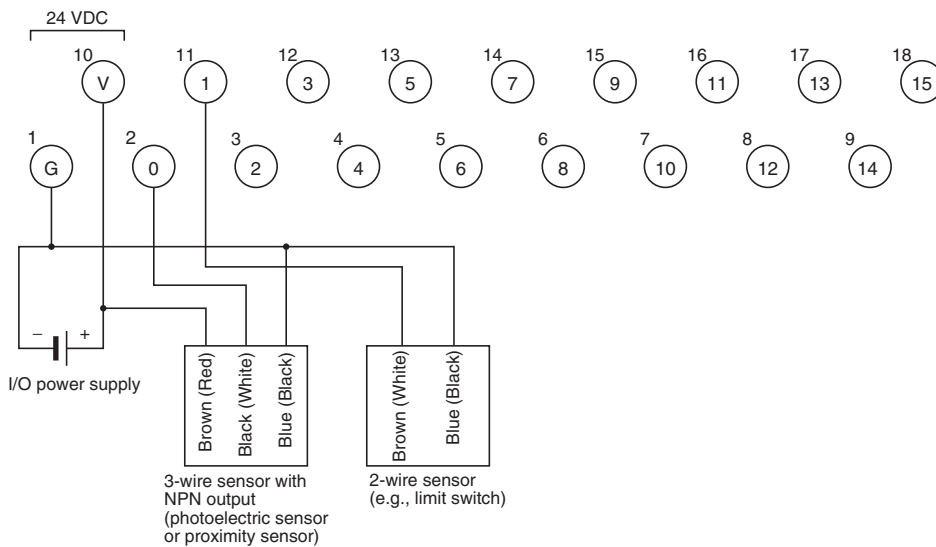 24 VDC
10 11 12 13 14 15 16 17 18
V 1 3 5 7 9 11 13 15
1 2 3 4 5 6 7 8 9
G 0 2 4 6 8 10 12 14
– +
I/O power supply
Brown (Red)
Black (White)
Blue (Black)
Brown (White)
Blue (Black)
3-wire sensor with
NPN output
(photoelectric sensor
or proximity sensor)
2-wire sensor
(e.g., limit switch)